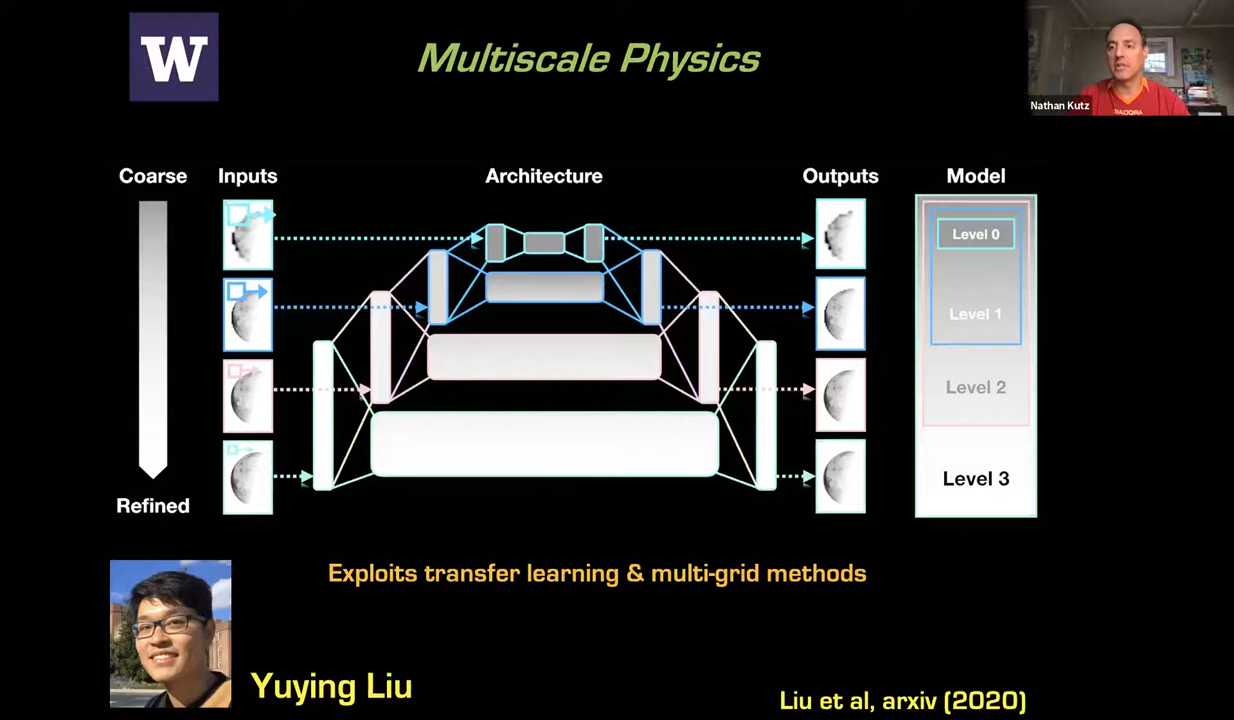 W
Multiscale Physics
Nathan Kutz
DIADORA
Coarse
Inputs
Architecture
Outputs
Model
Level 0
Level 1
Level 2
Level 3
Refined
Exploits transfer learning & multi-grid methods
Yuying Liu
Liu et al, arxiv (2020)